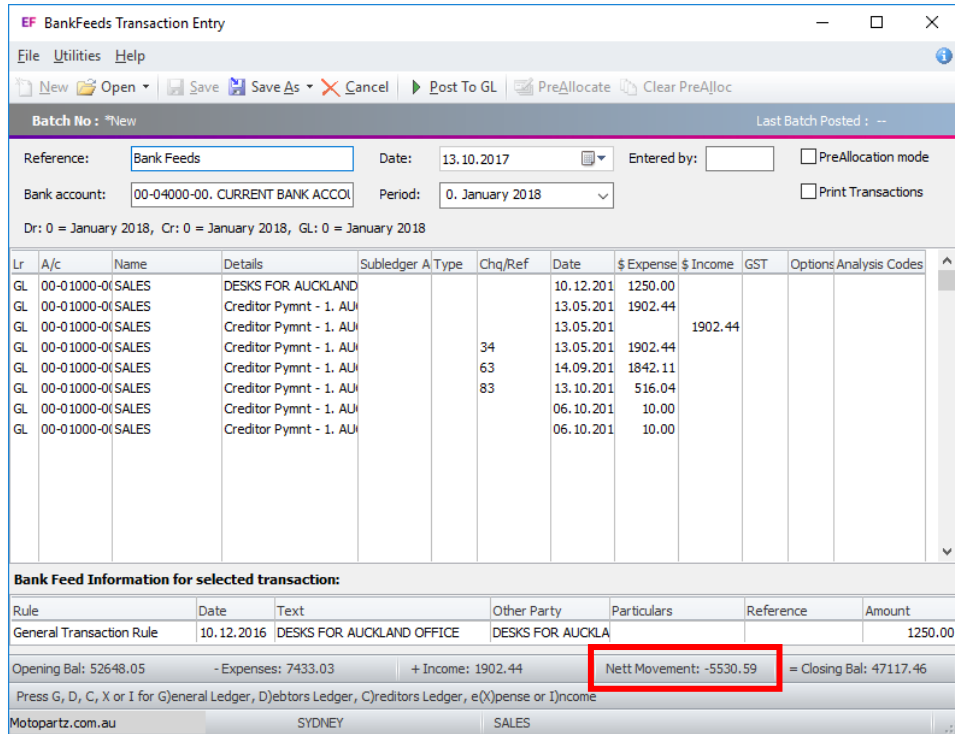 EF BankFeeds Transaction Entry
File Utilities Help
New Open Save Save As Cancel Post To GL PreAllocate Clear PreAlloc
Batch No : *New Last Batch Posted : --
Reference: Bank Feeds Date: 13.10.2017 Entered by: PreAllocation mode
Bank account: 00-04000-00. CURRENT BANK ACCOU Period: 0. January 2018 Print Transactions
Dr: 0 = January 2018, Cr: 0 = January 2018, GL: 0 = January 2018
Lr A/c Name Details Subledger A Type Chq/Ref Date $ Expense $ Income GST Options Analysis Codes
GL 00-01000-00 SALES DESKS FOR AUCKLAND 10.12.201 1250.00
GL 00-01000-00 SALES Creditor Pymnt - 1. AU 13.05.201 1902.44
GL 00-01000-00 SALES Creditor Pymnt - 1. AU 13.05.201 1902.44
GL 00-01000-00 SALES Creditor Pymnt - 1. AU 34 13.05.201 1902.44
GL 00-01000-00 SALES Creditor Pymnt - 1. AU 63 14.09.201 1842.11
GL 00-01000-00 SALES Creditor Pymnt - 1. AU 83 13.10.201 516.04
GL 00-01000-00 SALES Creditor Pymnt - 1. AU 06.10.201 10.00
GL 00-01000-00 SALES Creditor Pymnt - 1. AU 06.10.201 10.00
Bank Feed Information for selected transaction:
Rule Date Text Other Party Particulars Reference Amount
General Transaction Rule 10.12.2016 DESKS FOR AUCKLAND OFFICE DESKS FOR AUCKLA 1250.00
Opening Bal: 52648.05 - Expenses: 7433.03 + Income: 1902.44 Nett Movement: -5530.59 = Closing Bal: 47117.46
Press G, D, C, X or I for G)eneral Ledger, D)ebtors Ledger, C)reditors Ledger, e(X)pense or I)ncome
Motopartz.com.au SYDNEY SALES